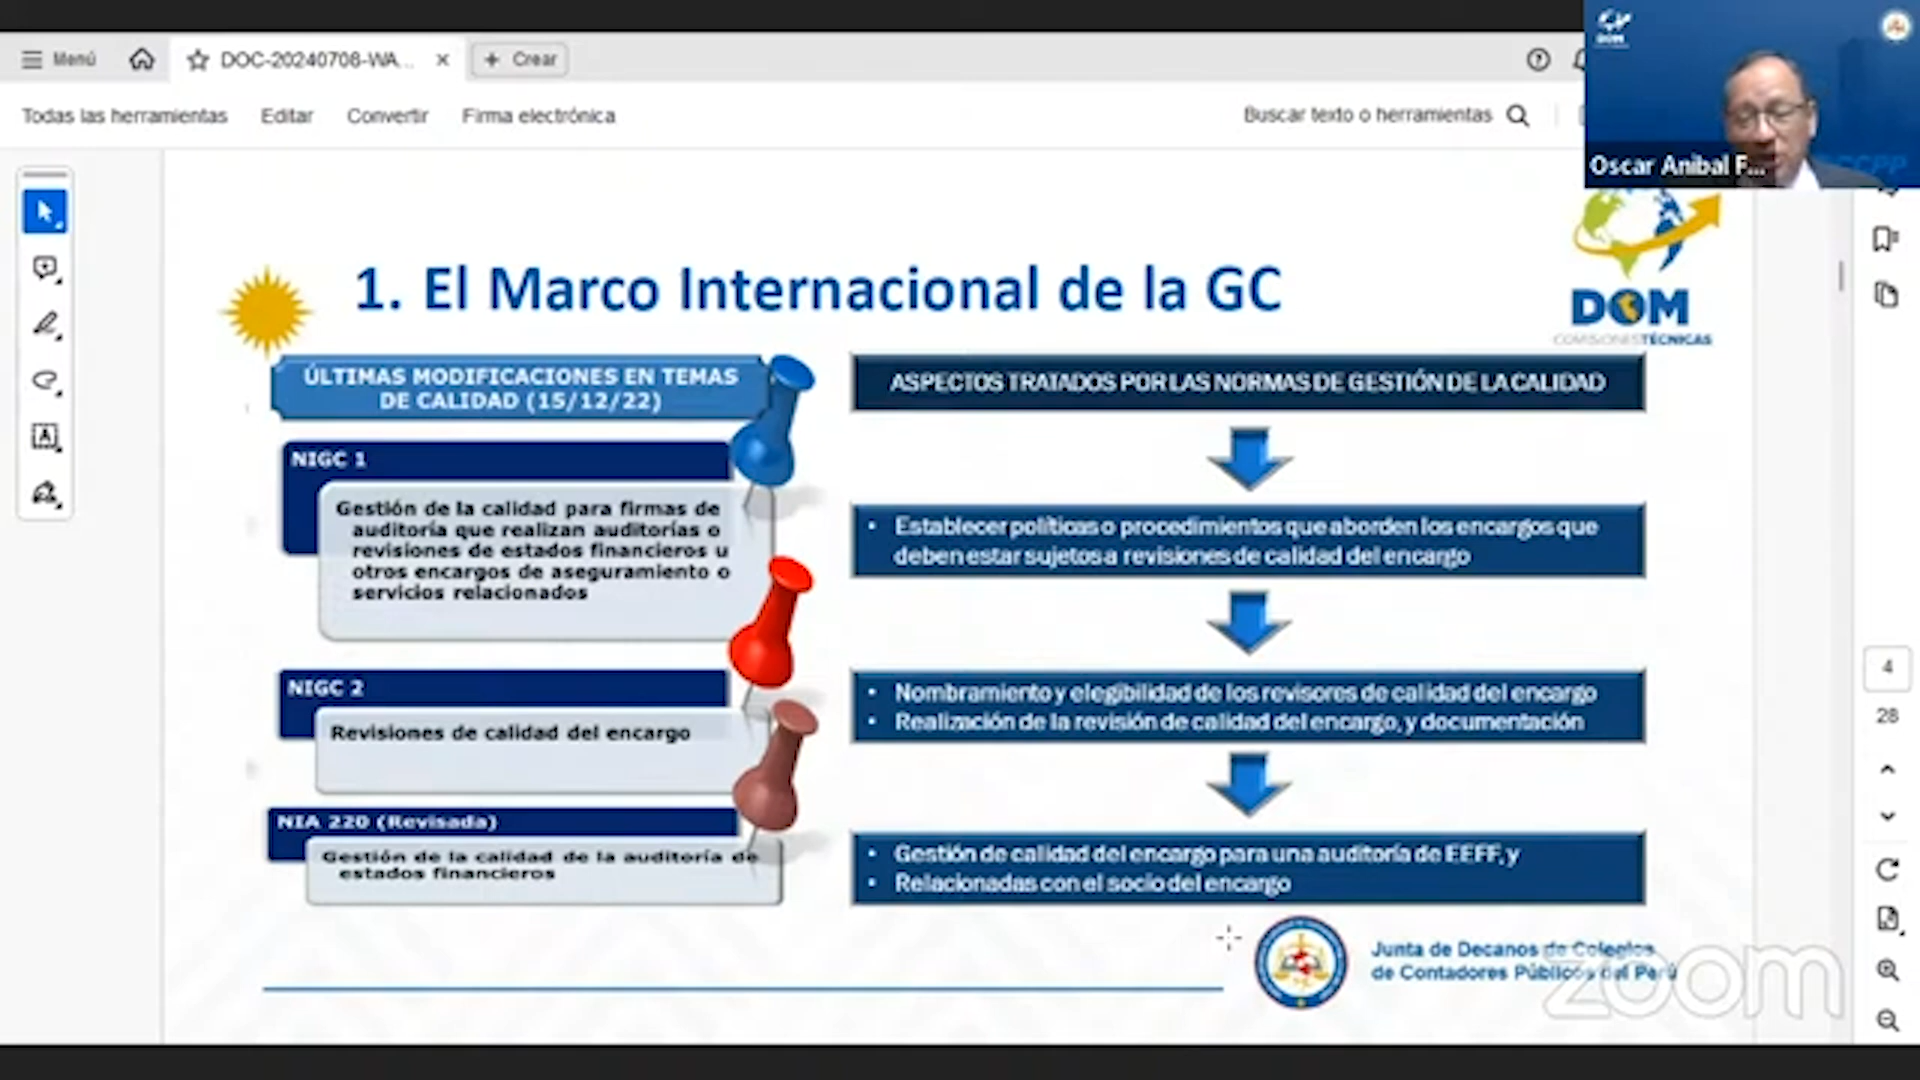 Menú
DOC-20240708-WA...
Crear
Todas las herramientas
Editar
Convertir
Firma electrónica
Buscar texto o herramientas
DOM
Oscar Anibal F...
1. El Marco Internacional de la GC
DOM
COMISIONES TÉCNICAS
ÚLTIMAS MODIFICACIONES EN TEMAS
DE CALIDAD (15/12/22)
NIGC 1
Gestión de la calidad para firmas de
auditoría que realizan auditorías o
revisiones de estados financieros u
otros encargos de aseguramiento o
servicios relacionados
NIGC 2
Revisiones de calidad del encargo
NIA 220 (Revisada)
Gestión de la calidad de la auditoría de
estados financieros
ASPECTOS TRATADOS POR LAS NORMAS DE GESTIÓN DE LA CALIDAD
• Establecer políticas o procedimientos que aborden los encargos que
deben estar sujetos a revisiones de calidad del encargo
• Nombramiento y elegibilidad de los revisores de calidad del encargo
• Realización de la revisión de calidad del encargo, y documentación
• Gestión de calidad del encargo para una auditoría de EEFF, y
• Relacionadas con el socio del encargo
Junta de Decanos de Colegios
de Contadores Públicos del Perú
zoom
4
28